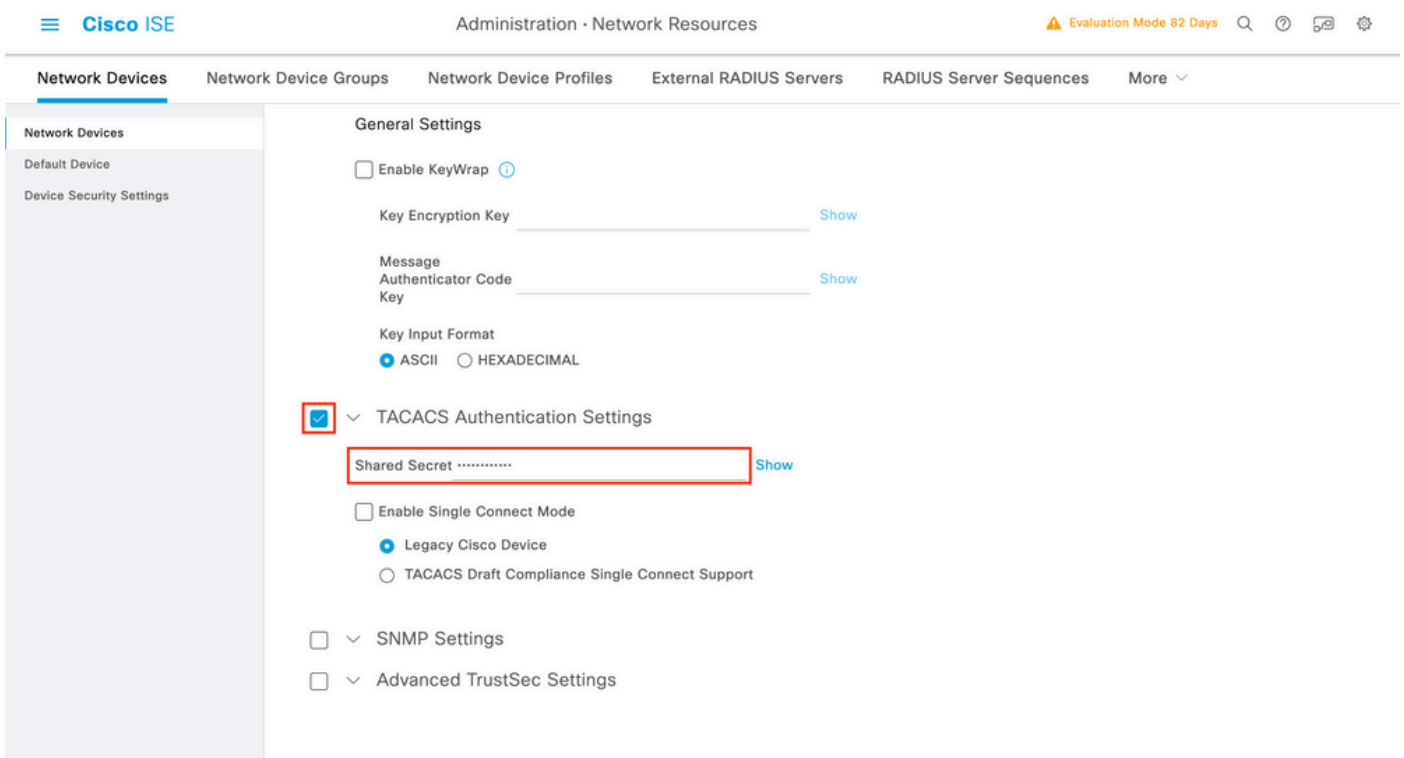 Cisco ISE
Administration · Network Resources
Evaluation Mode 82 Days
Network Devices
Network Device Groups
Network Device Profiles
External RADIUS Servers
RADIUS Server Sequences
More
Network Devices
Default Device
Device Security Settings
General Settings
Enable KeyWrap
Key Encryption Key
Show
Message
Authenticator Code
Key
Show
Key Input Format
ASCII
HEXADECIMAL
TACACS Authentication Settings
Shared Secret ............
Show
Enable Single Connect Mode
Legacy Cisco Device
TACACS Draft Compliance Single Connect Support
SNMP Settings
Advanced TrustSec Settings